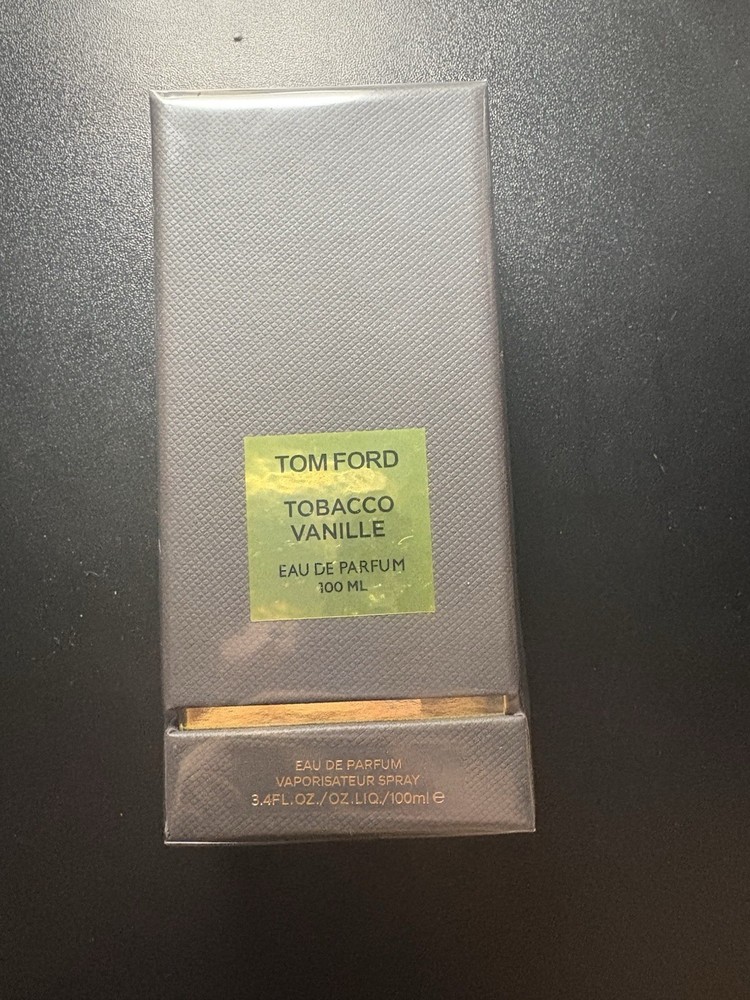 TOM FORD
TOBACCO
VANILLE
EAU DE PARFUM
100 ML
EAU DE PARFUM
VAPORISATEUR SPRAY
3.4FL.OZ./OZ.LIQ./100ml ℮